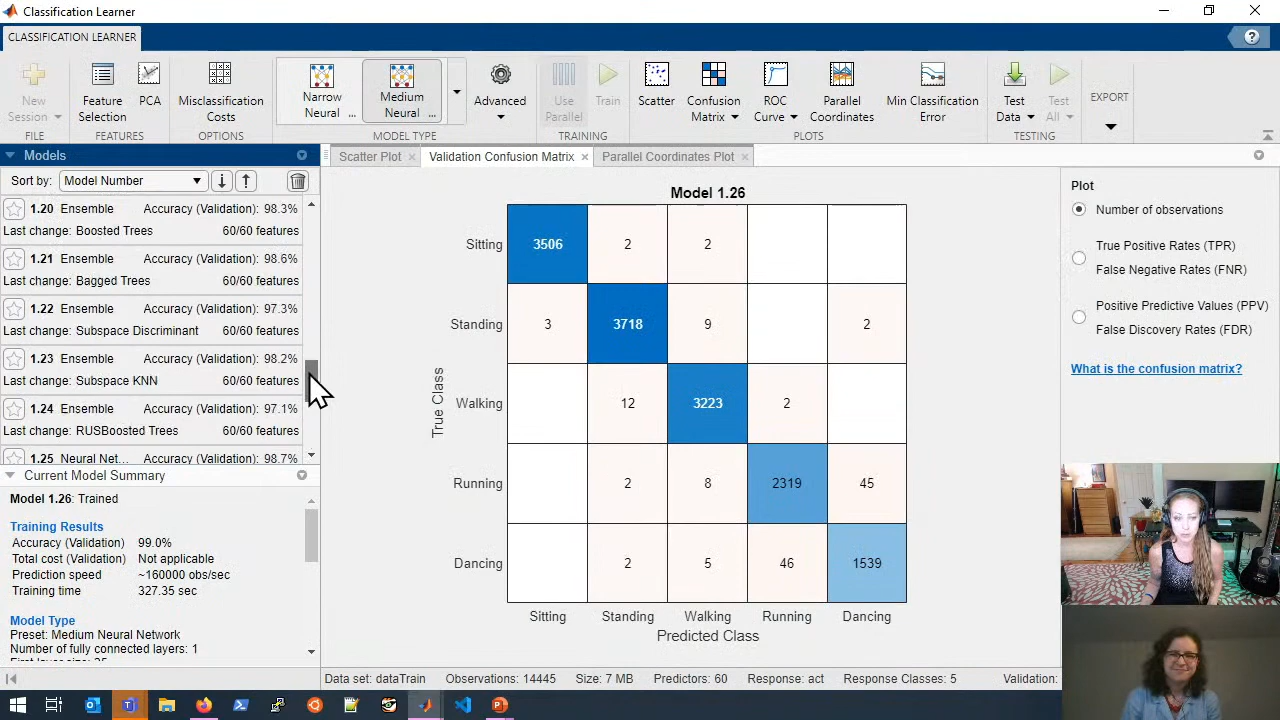 Classification Learner
CLASSIFICATION LEARNER
?
New Session
Feature Selection
PCA
Misclassification Costs
Narrow Neural ...
Medium Neural ...
Advanced
Use Parallel
Train
Scatter
Confusion Matrix
ROC Curve
Parallel Coordinates
Min Classification Error
Test Data
Test All
EXPORT
FILE
FEATURES
OPTIONS
MODEL TYPE
TRAINING
PLOTS
TESTING
Models
Sort by: Model Number
1.20 Ensemble Accuracy (Validation): 98.3%
Last change: Boosted Trees 60/60 features
1.21 Ensemble Accuracy (Validation): 98.6%
Last change: Bagged Trees 60/60 features
1.22 Ensemble Accuracy (Validation): 97.3%
Last change: Subspace Discriminant 60/60 features
1.23 Ensemble Accuracy (Validation): 98.2%
Last change: Subspace KNN 60/60 features
1.24 Ensemble Accuracy (Validation): 97.1%
Last change: RUSBoosted Trees 60/60 features
1.25 Neural Net... Accuracy (Validation): 98.7%
Current Model Summary
Model 1.26: Trained
Training Results
Accuracy (Validation) 99.0%
Total cost (Validation) Not applicable
Prediction speed ~160000 obs/sec
Training time 327.35 sec
Model Type
Preset: Medium Neural Network
Number of fully connected layers: 1
Scatter Plot
Validation Confusion Matrix
Parallel Coordinates Plot
Model 1.26
True Class
Sitting 3506 2 2
Standing 3 3718 9 2
Walking 12 3223 2
Running 2 8 2319 45
Dancing 2 5 46 1539
Sitting Standing Walking Running Dancing
Predicted Class
Plot
Number of observations
True Positive Rates (TPR)
False Negative Rates (FNR)
Positive Predictive Values (PPV)
False Discovery Rates (FDR)
What is the confusion matrix?
Data set: dataTrain Observations: 14445 Size: 7 MB Predictors: 60 Response: act Response Classes: 5 Validation: